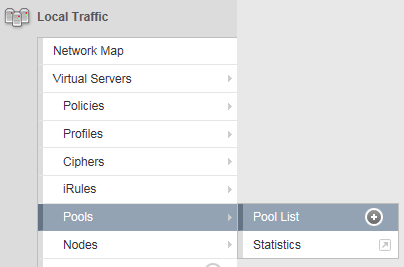 Local Traffic
Network Map
Virtual Servers
Policies
Profiles
Ciphers
iRules
Pools
Pool List
Nodes
Statistics